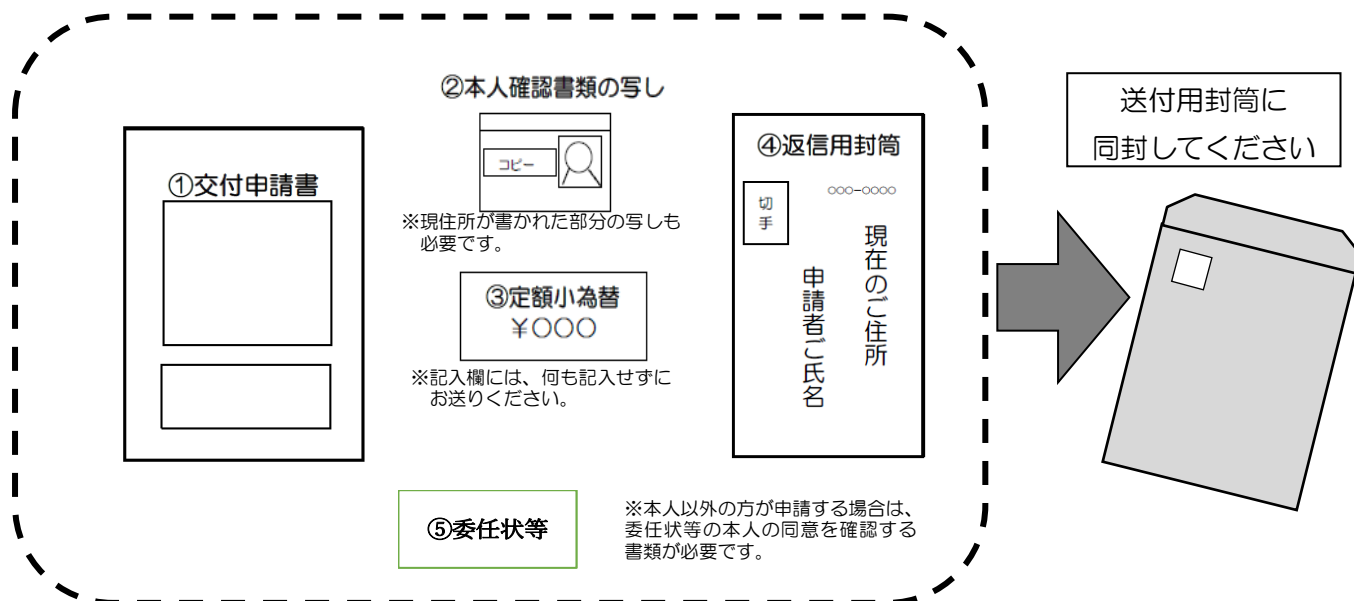 ①交付申請書
②本人確認書類の写し
コピー
※現住所が書かれた部分の写しも
必要です。
③定額小為替
¥○○○
※記入欄には、何も記入せずに
お送りください。
④返信用封筒
切
手
○○○-○○○○
現在のご住所
申請者ご氏名
⑤委任状等
※本人以外の方が申請する場合は、
委任状等の本人の同意を確認する
書類が必要です。
送付用封筒に
同封してください